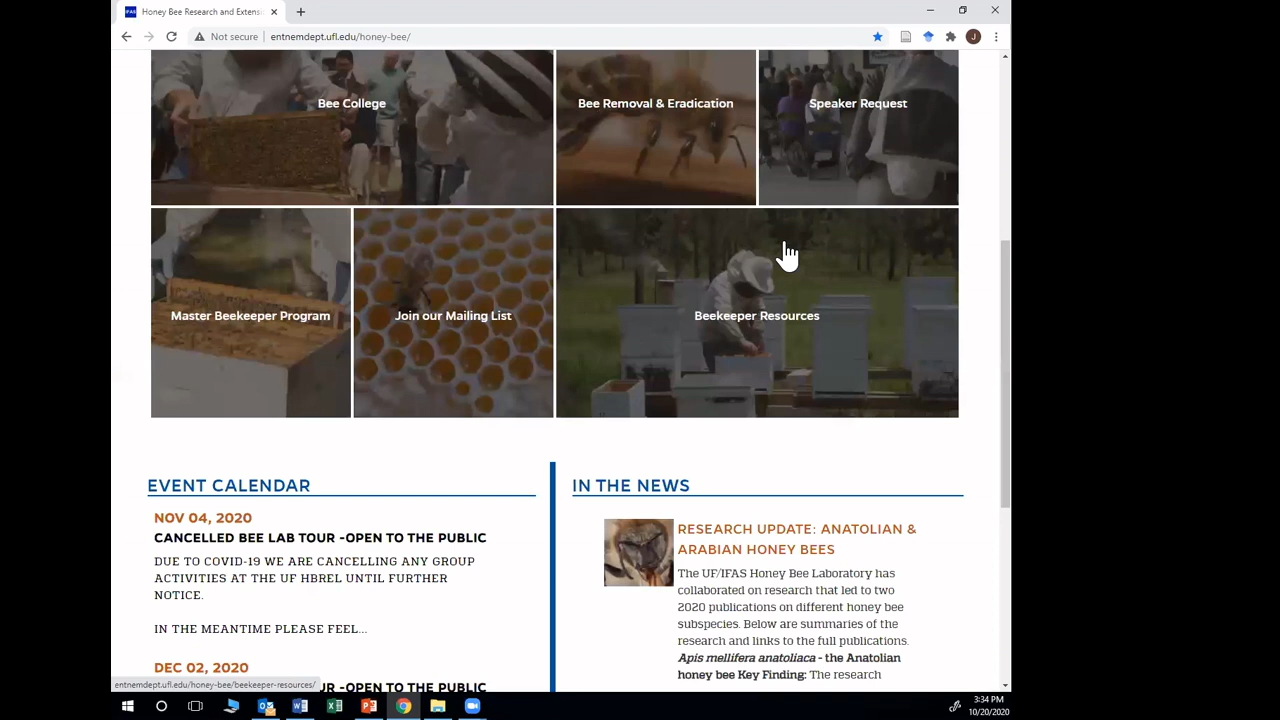 Honey Bee Research and Extensi
Not secure
entnemdept.ufl.edu/honey-bee/
J
Bee College
Bee Removal & Eradication
Speaker Request
Master Beekeeper Program
Join our Mailing List
Beekeeper Resources
EVENT CALENDAR
NOV 04, 2020
CANCELLED BEE LAB TOUR -OPEN TO THE PUBLIC
DUE TO COVID-19 WE ARE CANCELLING ANY GROUP
ACTIVITIES AT THE UF HBREL UNTIL FURTHER
NOTICE.
IN THE MEANTIME PLEASE FEEL...
DEC 02, 2020
UR -OPEN TO THE PUBLIC
IN THE NEWS
RESEARCH UPDATE: ANATOLIAN &
ARABIAN HONEY BEES
The UF/IFAS Honey Bee Laboratory has
collaborated on research that led to two
2020 publications on different honey bee
subspecies. Below are summaries of the
research and links to the full publications.
Apis mellifera anatoliaca - the Anatolian
honey bee Key Finding: The research
entnemdept.ufl.edu/honey-bee/beekeeper-resources/
3:34 PM
10/20/2020